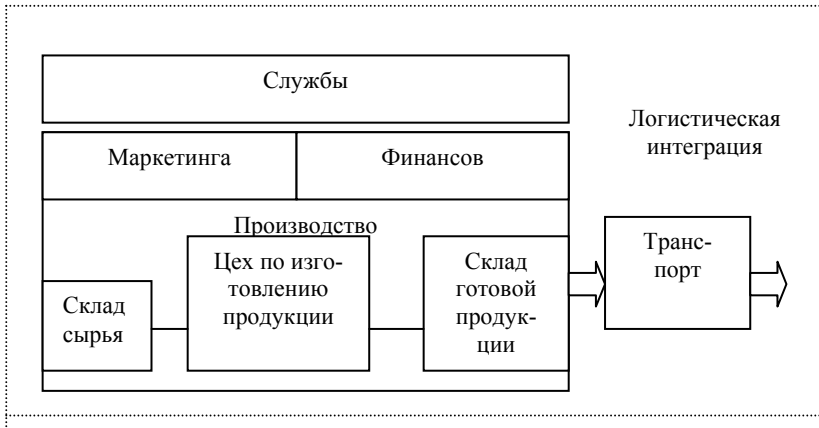 Службы
Логистическая
интеграция
Маркетинга
Финансов
Производство
Склад
сырья
Цех по изго-
товлению
продукции
Склад
готовой
продук-
ции
Транс-
порт